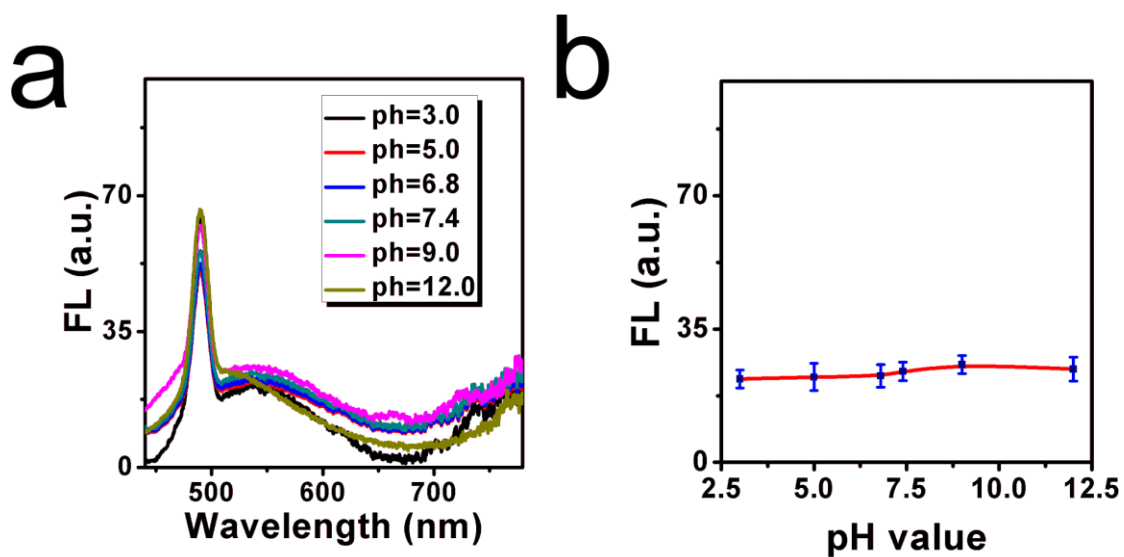 a
FL (a.u.)
70
35
0
ph=3.0
ph=5.0
ph=6.8
ph=7.4
ph=9.0
ph=12.0
500 600 700
Wavelength (nm)
b
FL (a.u.)
70
35
0
2.5 5.0 7.5 10.0 12.5
pH value